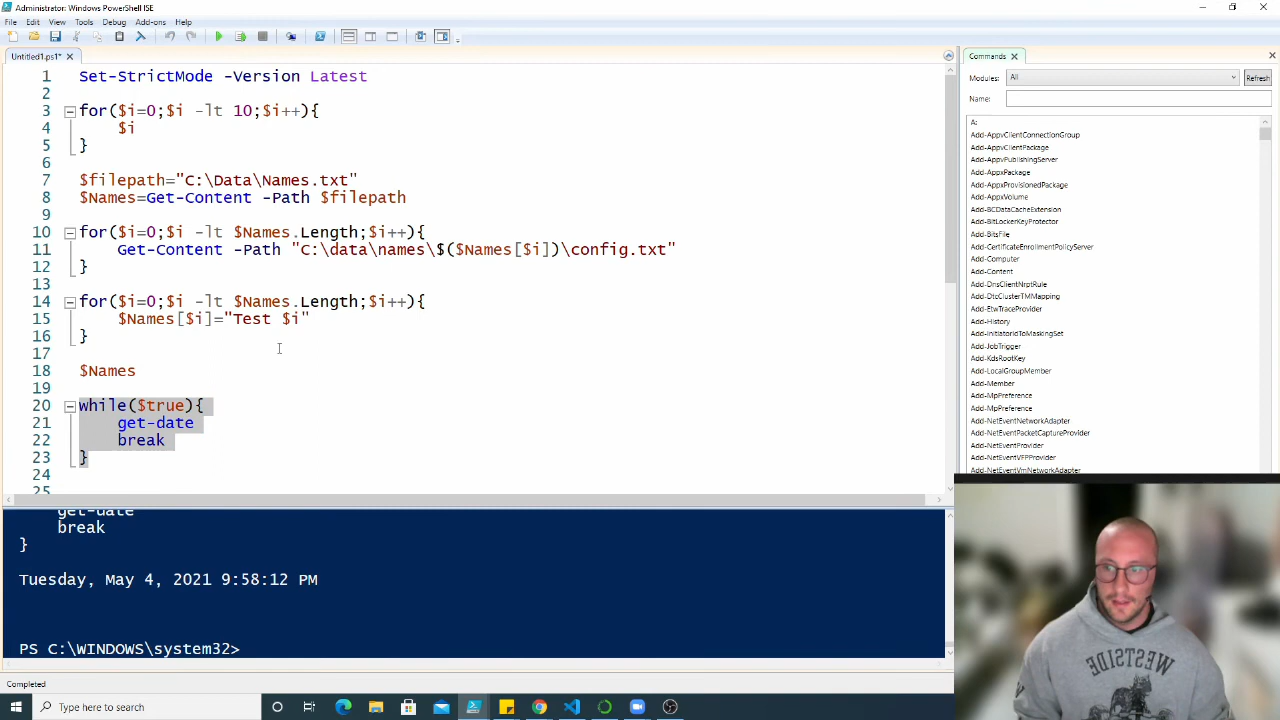 Administrator: Windows PowerShell ISE
File Edit View Tools Debug Add-ons Help
Untitled1.ps1*
1 Set-StrictMode -Version Latest
2
3 for($i=0;$i -lt 10;$i++){
4 $i
5 }
6
7 $filepath="C:\Data\Names.txt"
8 $Names=Get-Content -Path $filepath
9
10 for($i=0;$i -lt $Names.Length;$i++){
11 Get-Content -Path "C:\data\names\$($Names[$i])\config.txt"
12 }
13
14 for($i=0;$i -lt $Names.Length;$i++){
15 $Names[$i]="Test $i"
16 }
17
18 $Names
19
20 while($true){
21 get-date
22 break
23 }
24
25
get-date
break
}
Tuesday, May 4, 2021 9:58:12 PM
PS C:\WINDOWS\system32>
Completed
Commands
Modules: All Refresh
Name:
A:
Add-AppvClientConnectionGroup
Add-AppvClientPackage
Add-AppvPublishingServer
Add-AppxPackage
Add-AppxProvisionedPackage
Add-AppxVolume
Add-BCDataCacheExtension
Add-BitLockerKeyProtector
Add-BitsFile
Add-CertificateEnrollmentPolicyServer
Add-Computer
Add-Content
Add-DnsClientNrptRule
Add-DtcClusterTMMapping
Add-EtwTraceProvider
Add-History
Add-InitiatorIdToMaskingSet
Add-JobTrigger
Add-KdsRootKey
Add-LocalGroupMember
Add-Member
Add-MpPreference
Add-MpPreference
Add-NetEventNetworkAdapter
Add-NetEventPacketCaptureProvider
Add-NetEventProvider
Add-NetEventVFPProvider
Add-NetEventVmNetworkAdapter
WESTSIDE
Type here to search